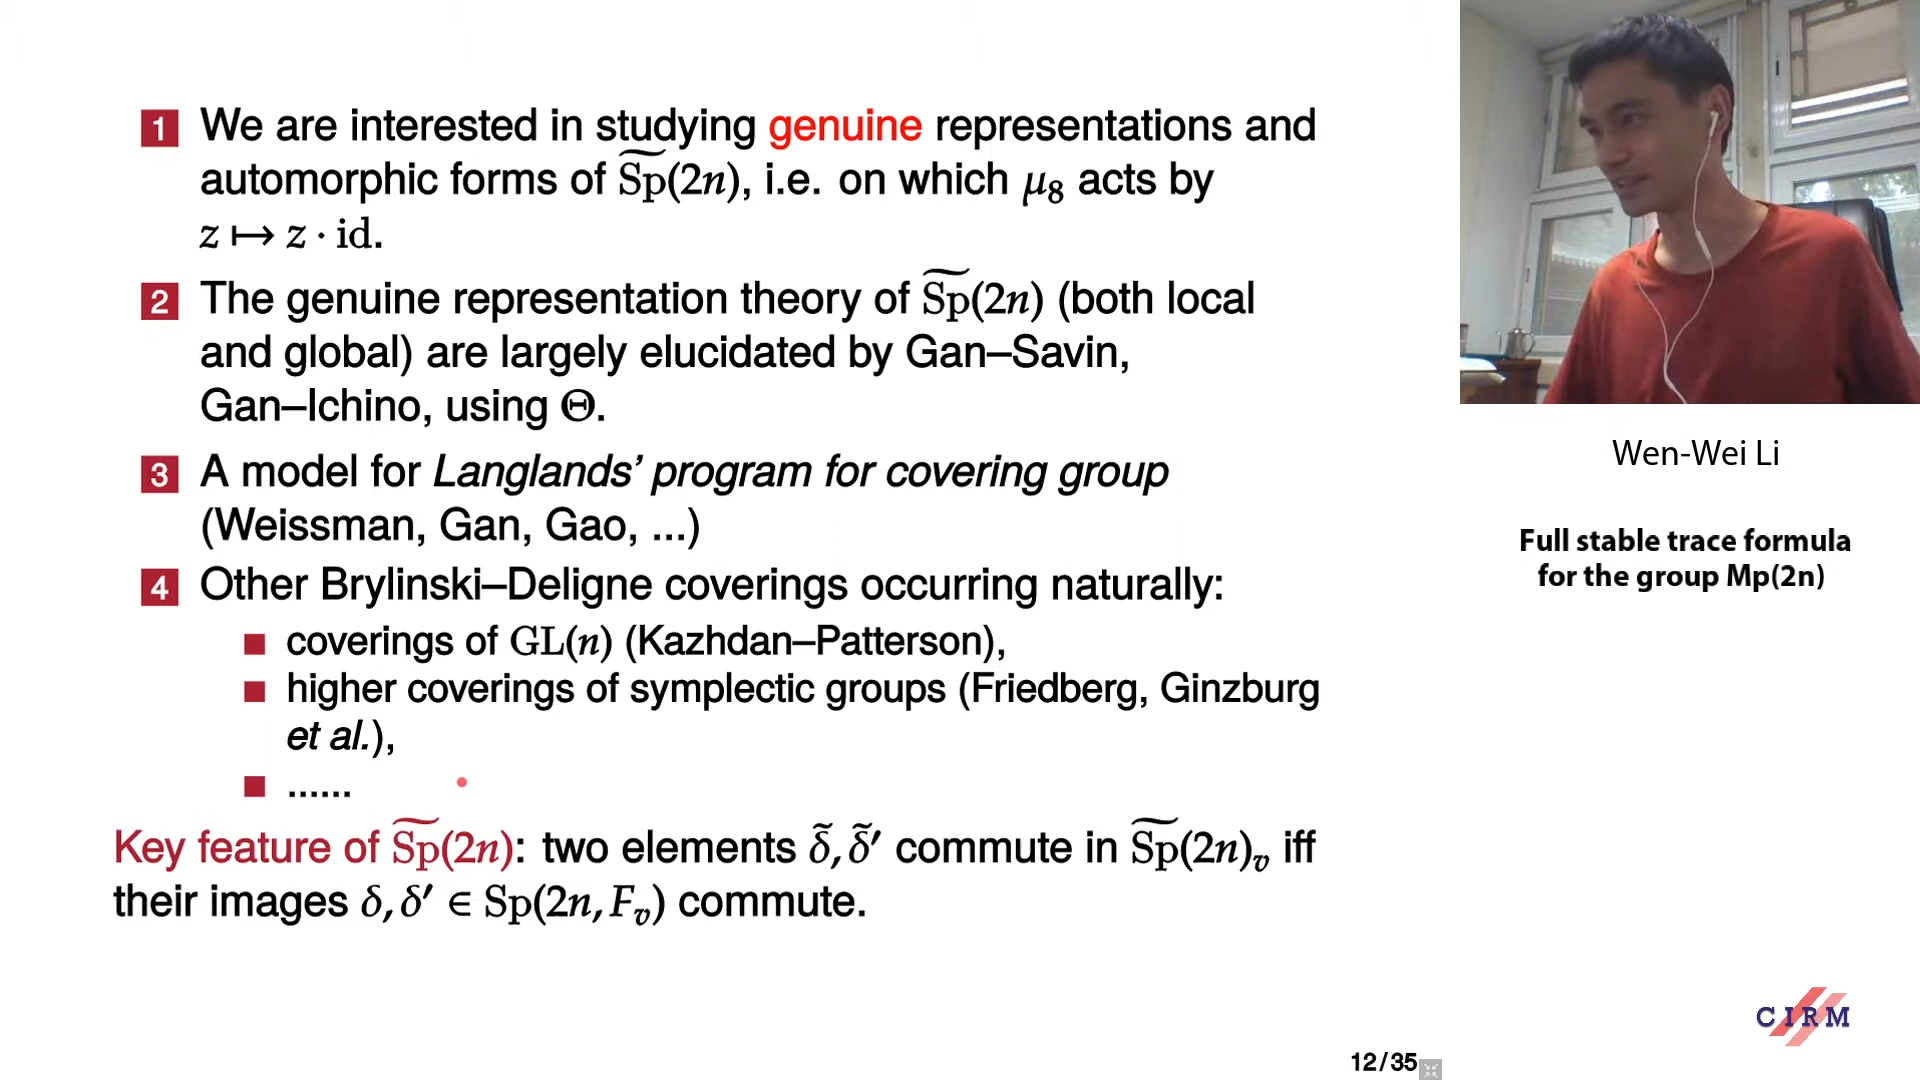 1 We are interested in studying genuine representations and
automorphic forms of S͠p(2n), i.e. on which μ₈ acts by
z ↦ z · id.
2 The genuine representation theory of S͠p(2n) (both local
and global) are largely elucidated by Gan–Savin,
Gan–Ichino, using Θ.
3 A model for Langlands’ program for covering group
(Weissman, Gan, Gao, ...)
4 Other Brylinski–Deligne coverings occurring naturally:
■ coverings of GL(n) (Kazhdan–Patterson),
■ higher coverings of symplectic groups (Friedberg, Ginzburg
et al.),
■ ......
Key feature of S͠p(2n): two elements δ̃, δ̃′ commute in S͠p(2n)ᵥ iff
their images δ, δ′ ∈ Sp(2n, Fᵥ) commute.
12/35
Wen-Wei Li
Full stable trace formula
for the group Mp(2n)
CIRM